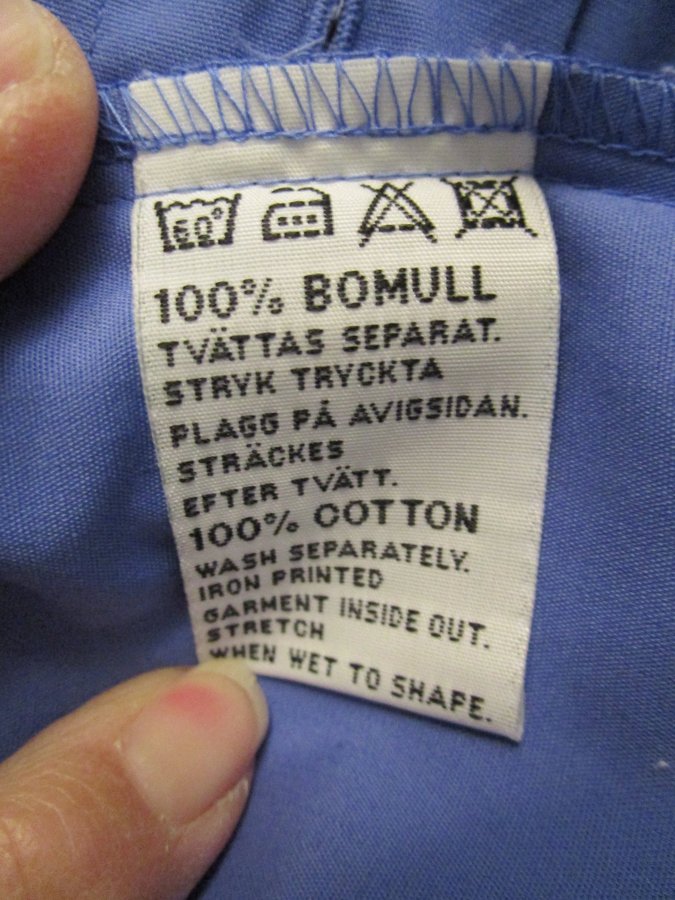 60°
100% BOMULL
TVÄTTAS SEPARAT.
STRYK TRYCKTA
PLAGG PÅ AVIGSIDAN.
STRÄCKES
EFTER TVÄTT.
100% COTTON
WASH SEPARATELY.
IRON PRINTED
GARMENT INSIDE OUT.
STRETCH
WHEN WET TO SHAPE.